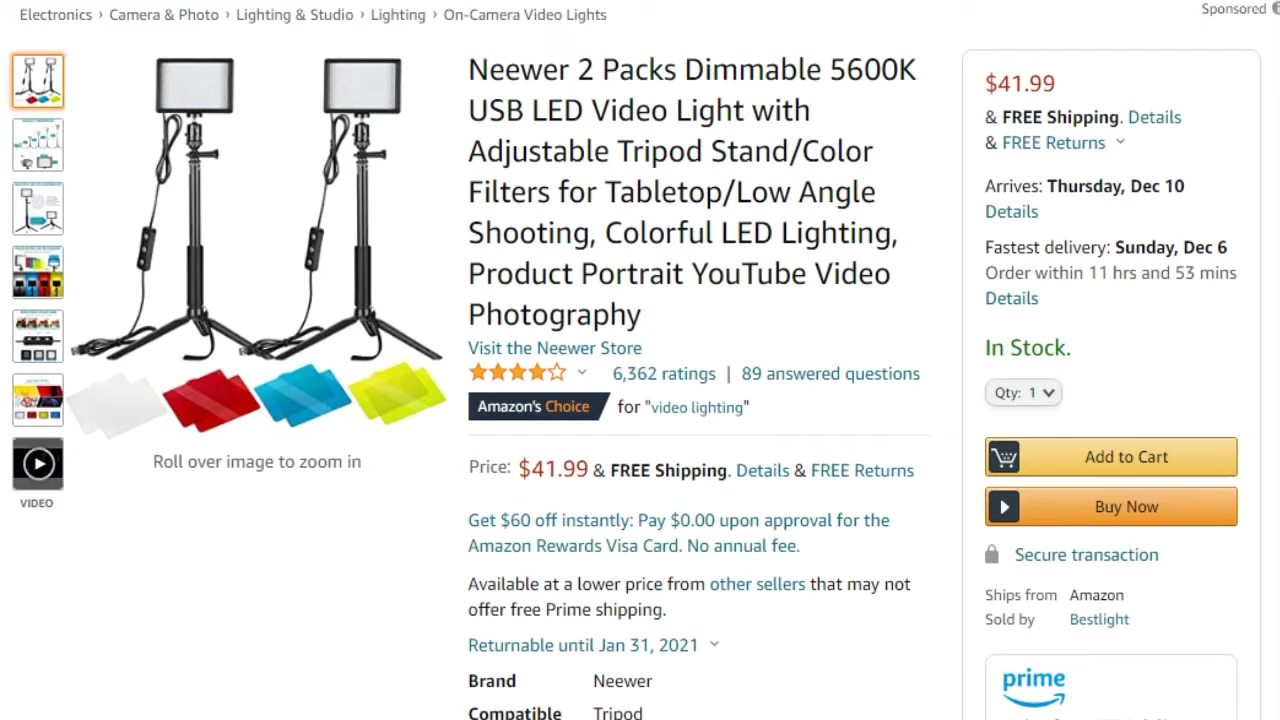 Electronics › Camera & Photo › Lighting & Studio › Lighting › On-Camera Video Lights
Sponsored
Neewer 2 Packs Dimmable 5600K
USB LED Video Light with
Adjustable Tripod Stand/Color
Filters for Tabletop/Low Angle
Shooting, Colorful LED Lighting,
Product Portrait YouTube Video
Photography
Visit the Neewer Store
6,362 ratings | 89 answered questions
Amazon's Choice for "video lighting"
Roll over image to zoom in
VIDEO
Price: $41.99 & FREE Shipping. Details & FREE Returns
Get $60 off instantly: Pay $0.00 upon approval for the
Amazon Rewards Visa Card. No annual fee.
Available at a lower price from other sellers that may not
offer free Prime shipping.
Returnable until Jan 31, 2021
Brand Neewer
Compatible Tripod
$41.99
& FREE Shipping. Details
& FREE Returns
Arrives: Thursday, Dec 10
Details
Fastest delivery: Sunday, Dec 6
Order within 11 hrs and 53 mins
Details
In Stock.
Qty: 1
Add to Cart
Buy Now
Secure transaction
Ships from Amazon
Sold by Bestlight
prime